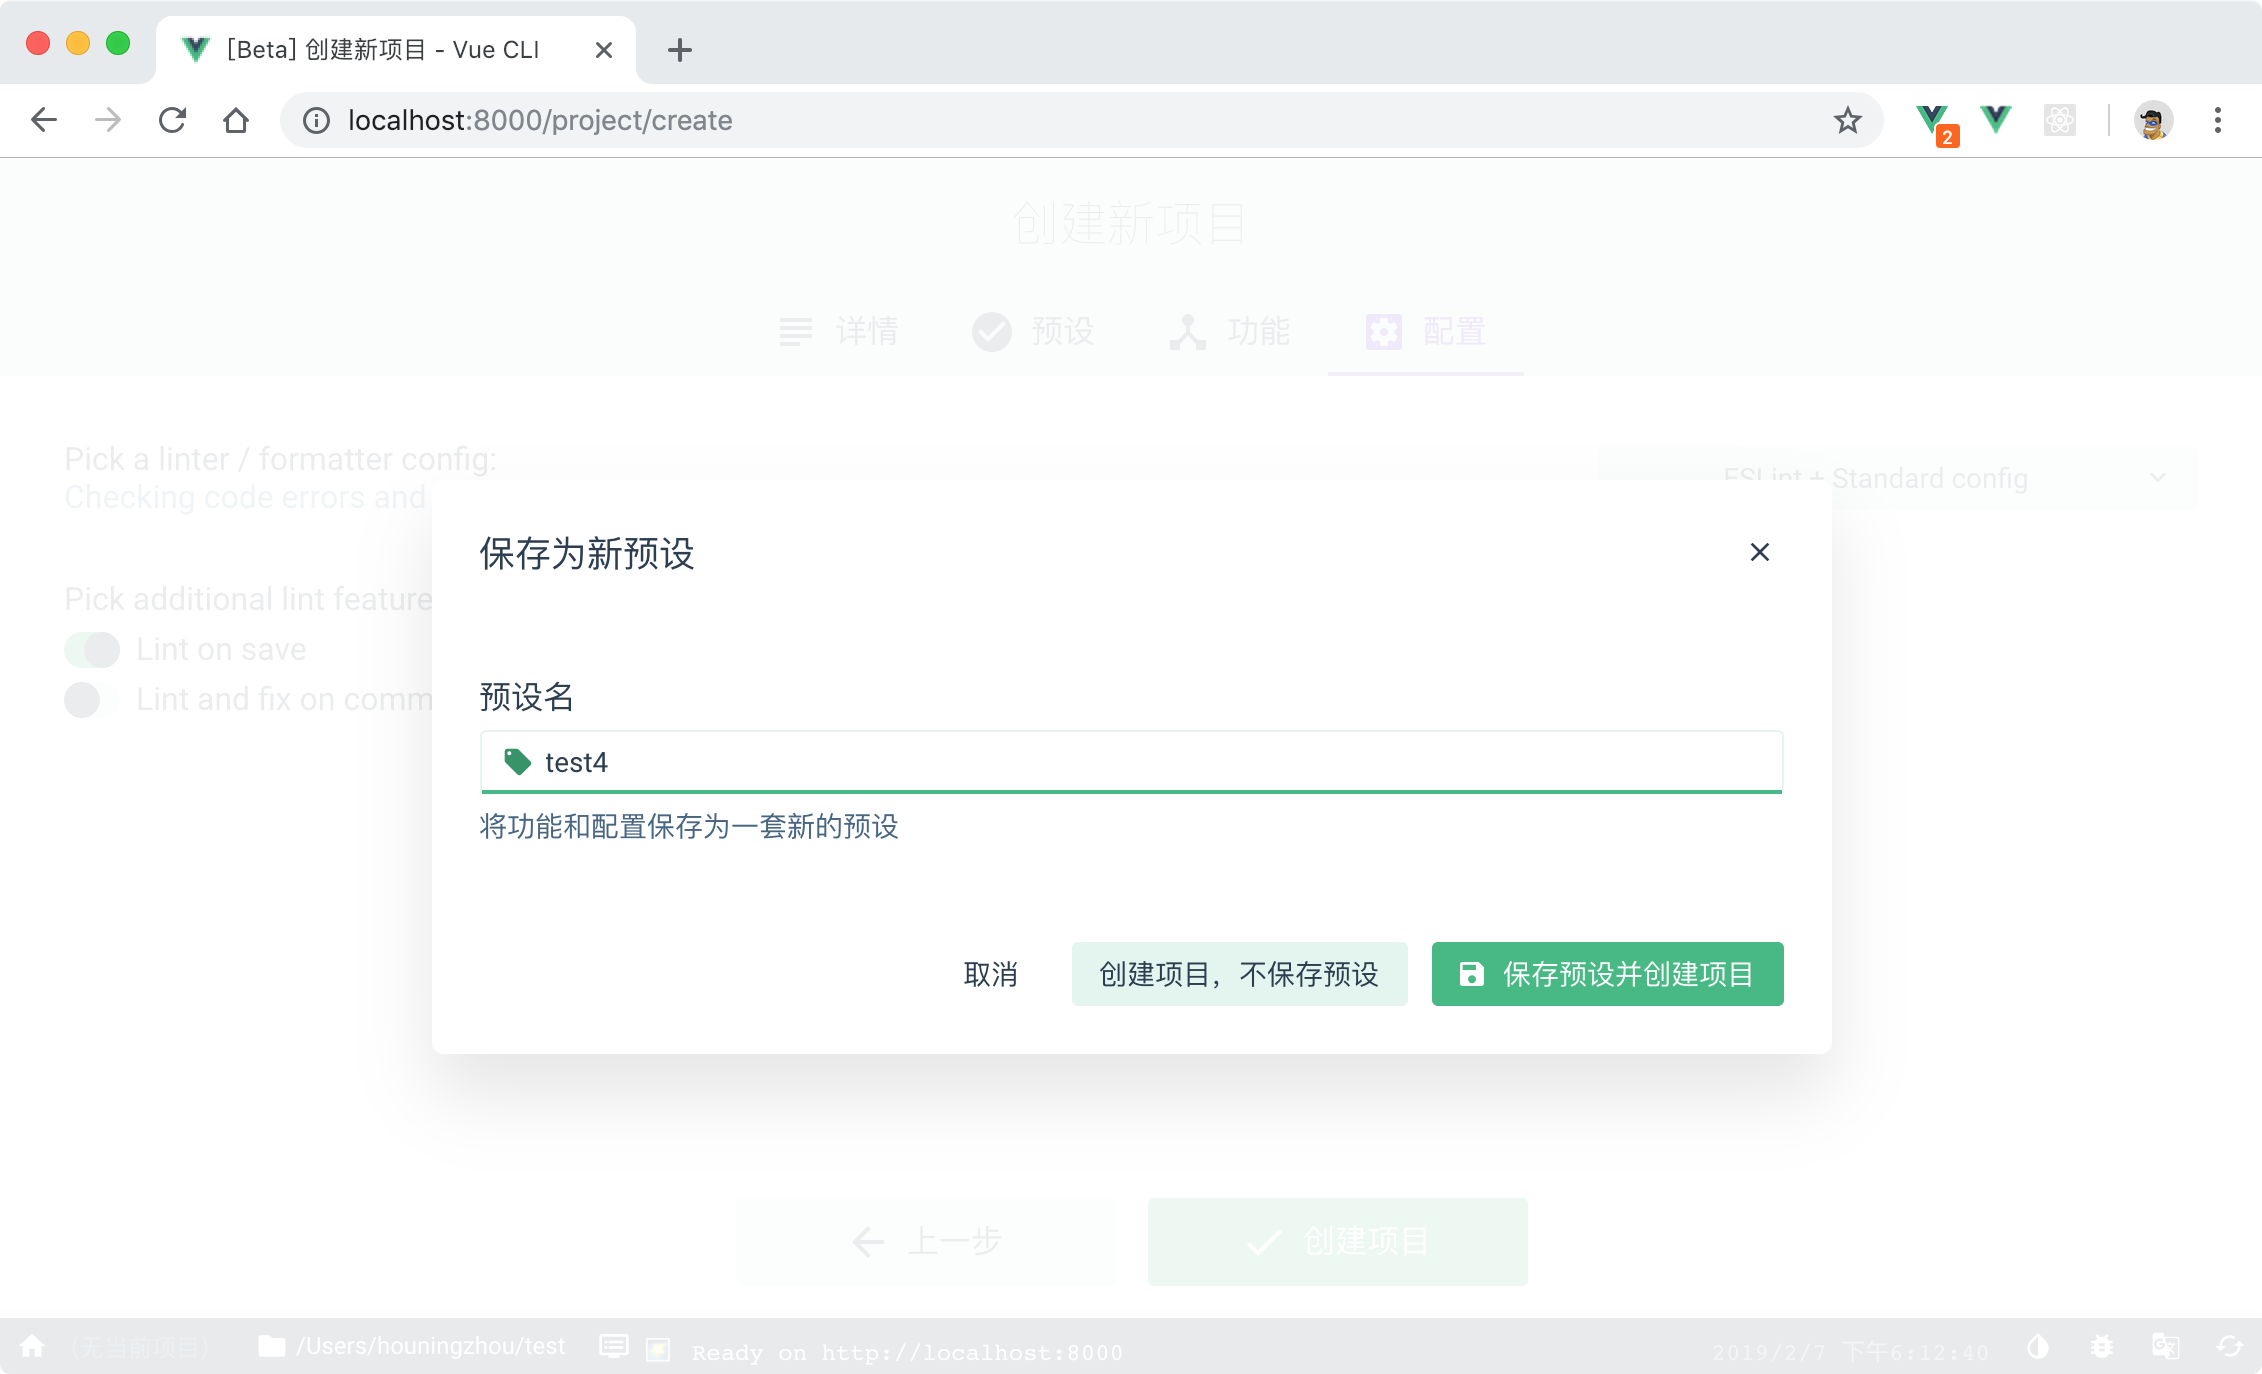 [Beta] 创建新项目 - Vue CLI
localhost:8000/project/create
2
创建新项目
详情
预设
功能
配置
Pick a linter / formatter config:
Checking code errors and
ESLint + Standard config
保存为新预设
Pick additional lint feature
Lint on save
Lint and fix on comm
预设名
test4
将功能和配置保存为一套新的预设
取消
创建项目，不保存预设
保存预设并创建项目
上一步
创建项目
(无当前项目)
/Users/houningzhou/test
Ready on http://localhost:8000
2019/2/7 下午6:12:40